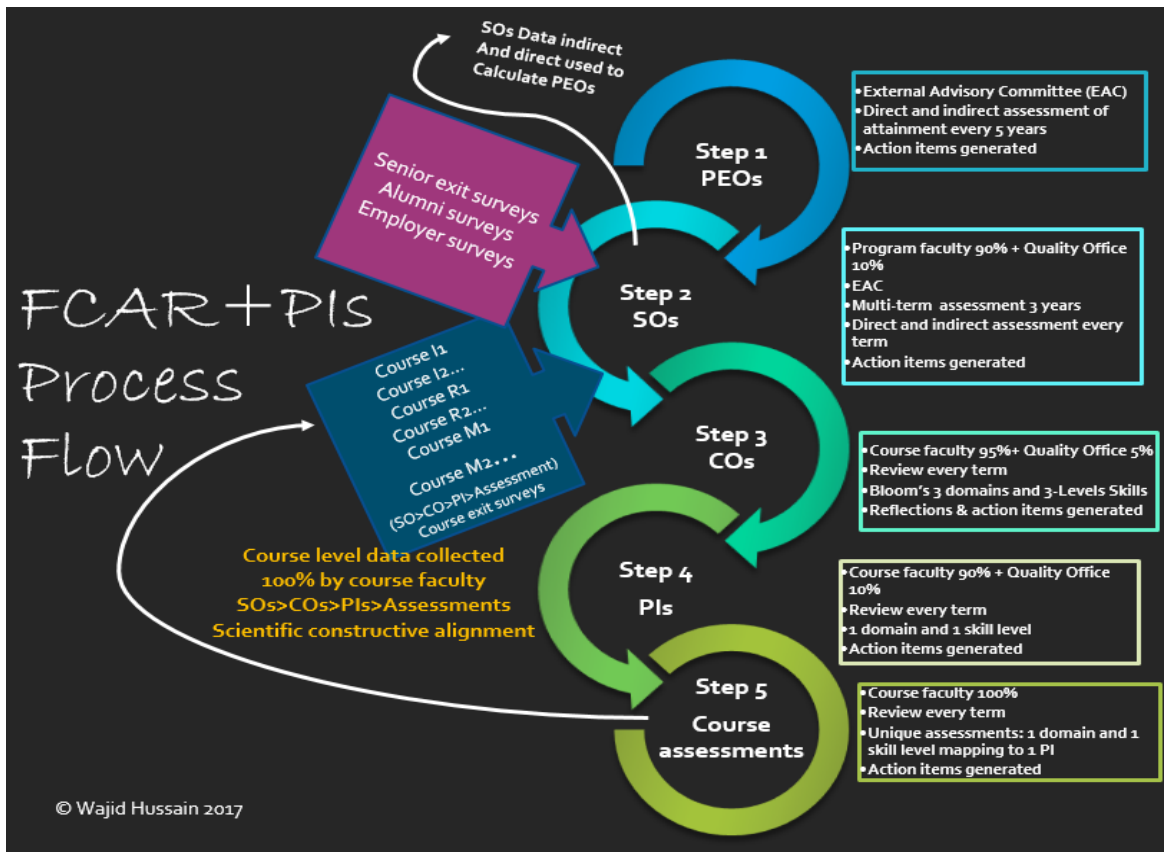 SOs Data indirect
And direct used to
Calculate PEOs
Senior exit surveys
Alumni surveys
Employer surveys
Step 1
PEOs
•External Advisory Committee (EAC)
•Direct and indirect assessment of
attainment every 5 years
•Action items generated
FCAR+PIs
Process
Flow
Step 2
SOs
•Program faculty 90% + Quality Office
10%
•EAC
•Multi-term assessment 3 years
•Direct and indirect assessment every
term
•Action items generated
Course I1
Course I2...
Course R1
Course R2...
Course M1
Course M2...
(SO>CO>PI>Assessment)
Course exit surveys
Step 3
COs
•Course faculty 95%+ Quality Office 5%
•Review every term
•Bloom's 3 domains and 3-Levels Skills
•Reflections & action items generated
Course level data collected
100% by course faculty
SOs>COs>PIs>Assessments
Scientific constructive alignment
Step 4
PIs
•Course faculty 90% + Quality Office
10%
•Review every term
•1 domain and 1 skill level
•Action items generated
Step 5
Course
assessments
•Course faculty 100%
•Review every term
•Unique assessments: 1 domain and 1
skill level mapping to 1 PI
•Action items generated
© Wajid Hussain 2017